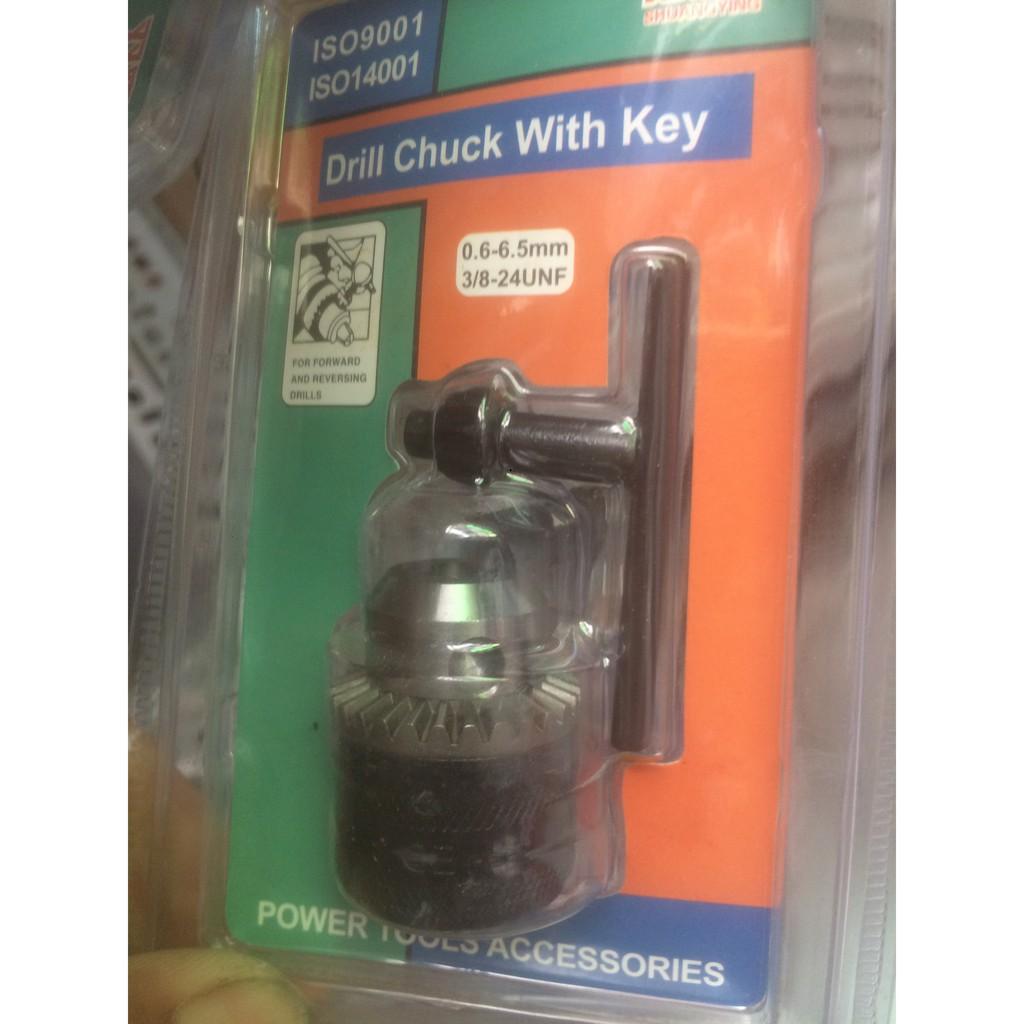 SHUANGYING
ISO9001
ISO14001
Drill Chuck With Key
0.6-6.5mm
3/8-24UNF
FOR FORWARD
AND REVERSING
DRILLS
POWER TOOLS ACCESSORIES